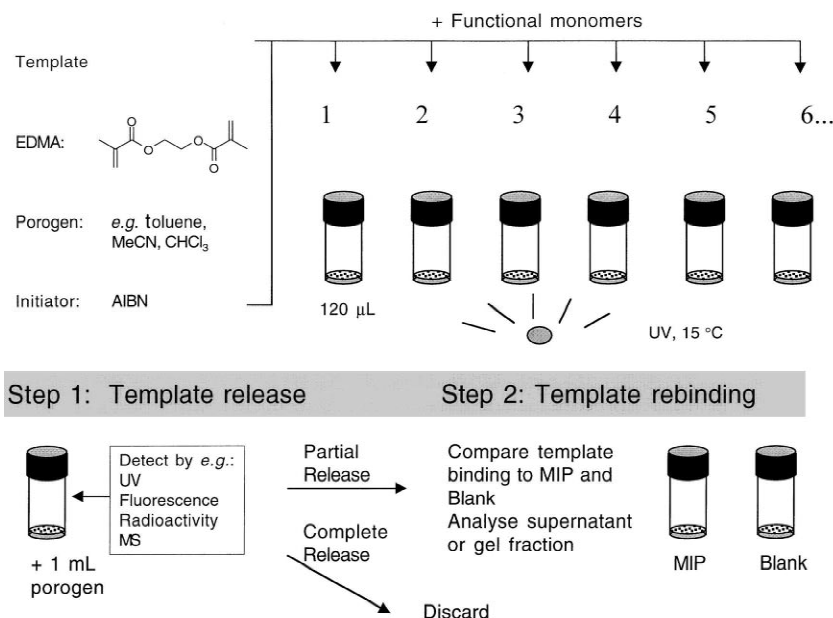 + Functional monomers
Template
1 2 3 4 5 6...
EDMA:
O
O
O
O
Porogen: e.g. toluene,
MeCN, CHCl₃
Initiator: AIBN
120 µL
UV, 15 °C
Step 1: Template release
Step 2: Template rebinding
Detect by e.g.:
UV
Fluorescence
Radioactivity
MS
+ 1 mL
porogen
Partial
Release
Complete
Release
Compare template
binding to MIP and
Blank
Analyse supernatant
or gel fraction
Discard
MIP Blank